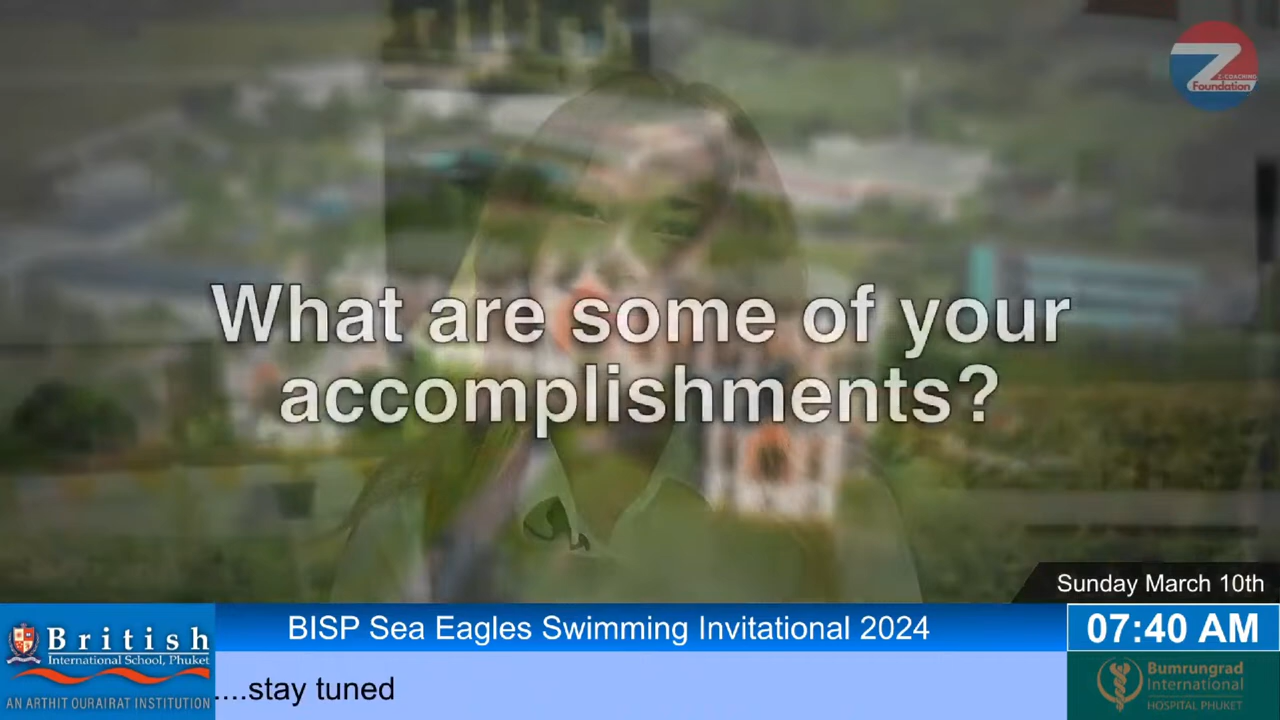 Z-COACHING
Foundation
What are some of your
accomplishments?
Sunday March 10th
BISP Sea Eagles Swimming Invitational 2024
07:40 AM
British
International School, Phuket
AN ARTHIT OURAIRAT INSTITUTION
....stay tuned
Bumrungrad
International
HOSPITAL PHUKET